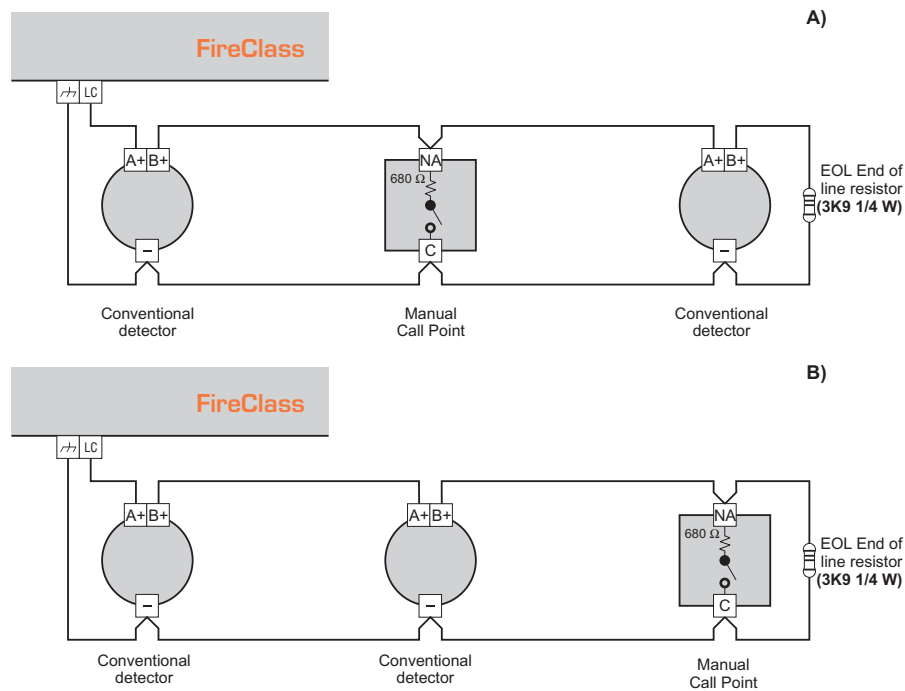 A)
FireClass
LC
A+ B+
NA
A+ B+
680 Ω
EOL End of
line resistor
(3K9 1/4 W)
–
C
–
Conventional
detector
Manual
Call Point
Conventional
detector
B)
FireClass
LC
A+ B+
A+ B+
NA
680 Ω
EOL End of
line resistor
(3K9 1/4 W)
–
–
C
Conventional
detector
Conventional
detector
Manual
Call Point